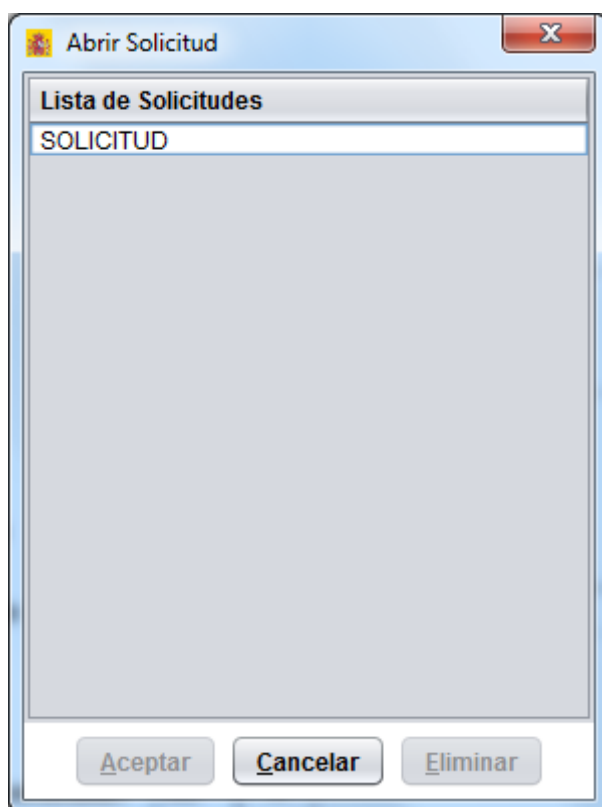 Abrir Solicitud
Lista de Solicitudes
SOLICITUD
Aceptar Cancelar Eliminar